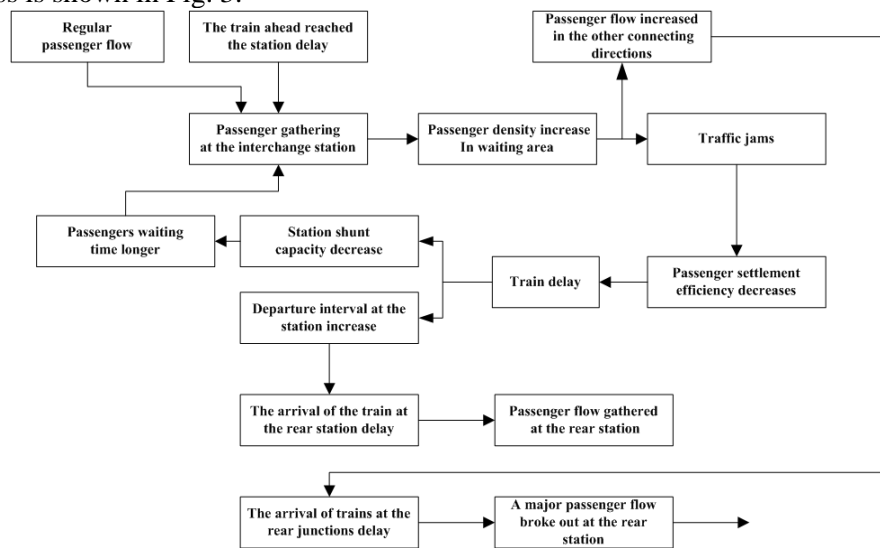 ss is shown in Fig. 3.
Regular
passenger flow
The train ahead reached
the station delay
Passenger flow increased
in the other connecting
directions
Passenger gathering
at the interchange station
Passenger density increase
In waiting area
Traffic jams
Passengers waiting
time longer
Station shunt
capacity decrease
Train delay
Passenger settlement
efficiency decreases
Departure interval at the
station increase
The arrival of the train at
the rear station delay
Passenger flow gathered
at the rear station
The arrival of trains at the
rear junctions delay
A major passenger flow
broke out at the rear
station